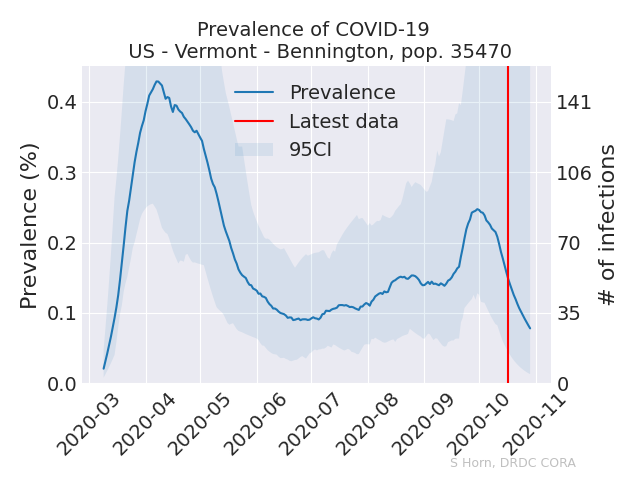 Prevalence of COVID-19
US - Vermont - Bennington, pop. 35470
Prevalence
Latest data
95CI
Prevalence (%)
0.4
0.3
0.2
0.1
0.0
# of infections
141
106
70
35
0
2020-03
2020-04
2020-05
2020-06
2020-07
2020-08
2020-09
2020-10
2020-11
S Horn, DRDC CORA